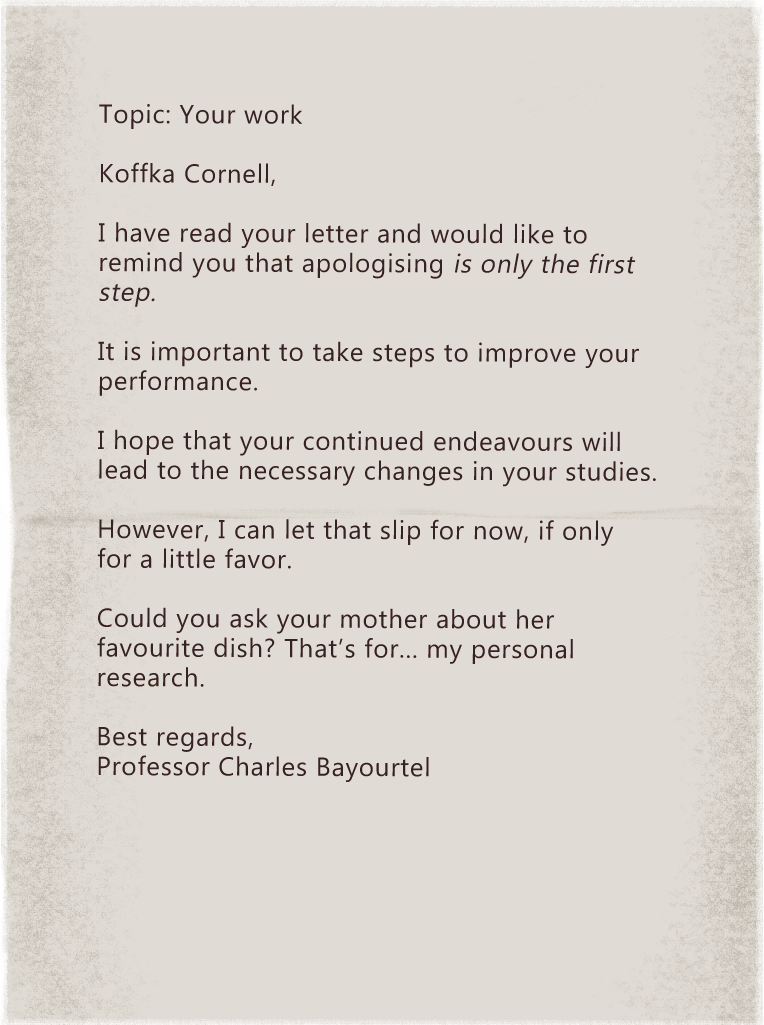 Topic: Your work
Koffka Cornell,
I have read your letter and would like to
remind you that apologising is only the first
step.
It is important to take steps to improve your
performance.
I hope that your continued endeavours will
lead to the necessary changes in your studies.
However, I can let that slip for now, if only
for a little favor.
Could you ask your mother about her
favourite dish? That’s for... my personal
research.
Best regards,
Professor Charles Bayourtel